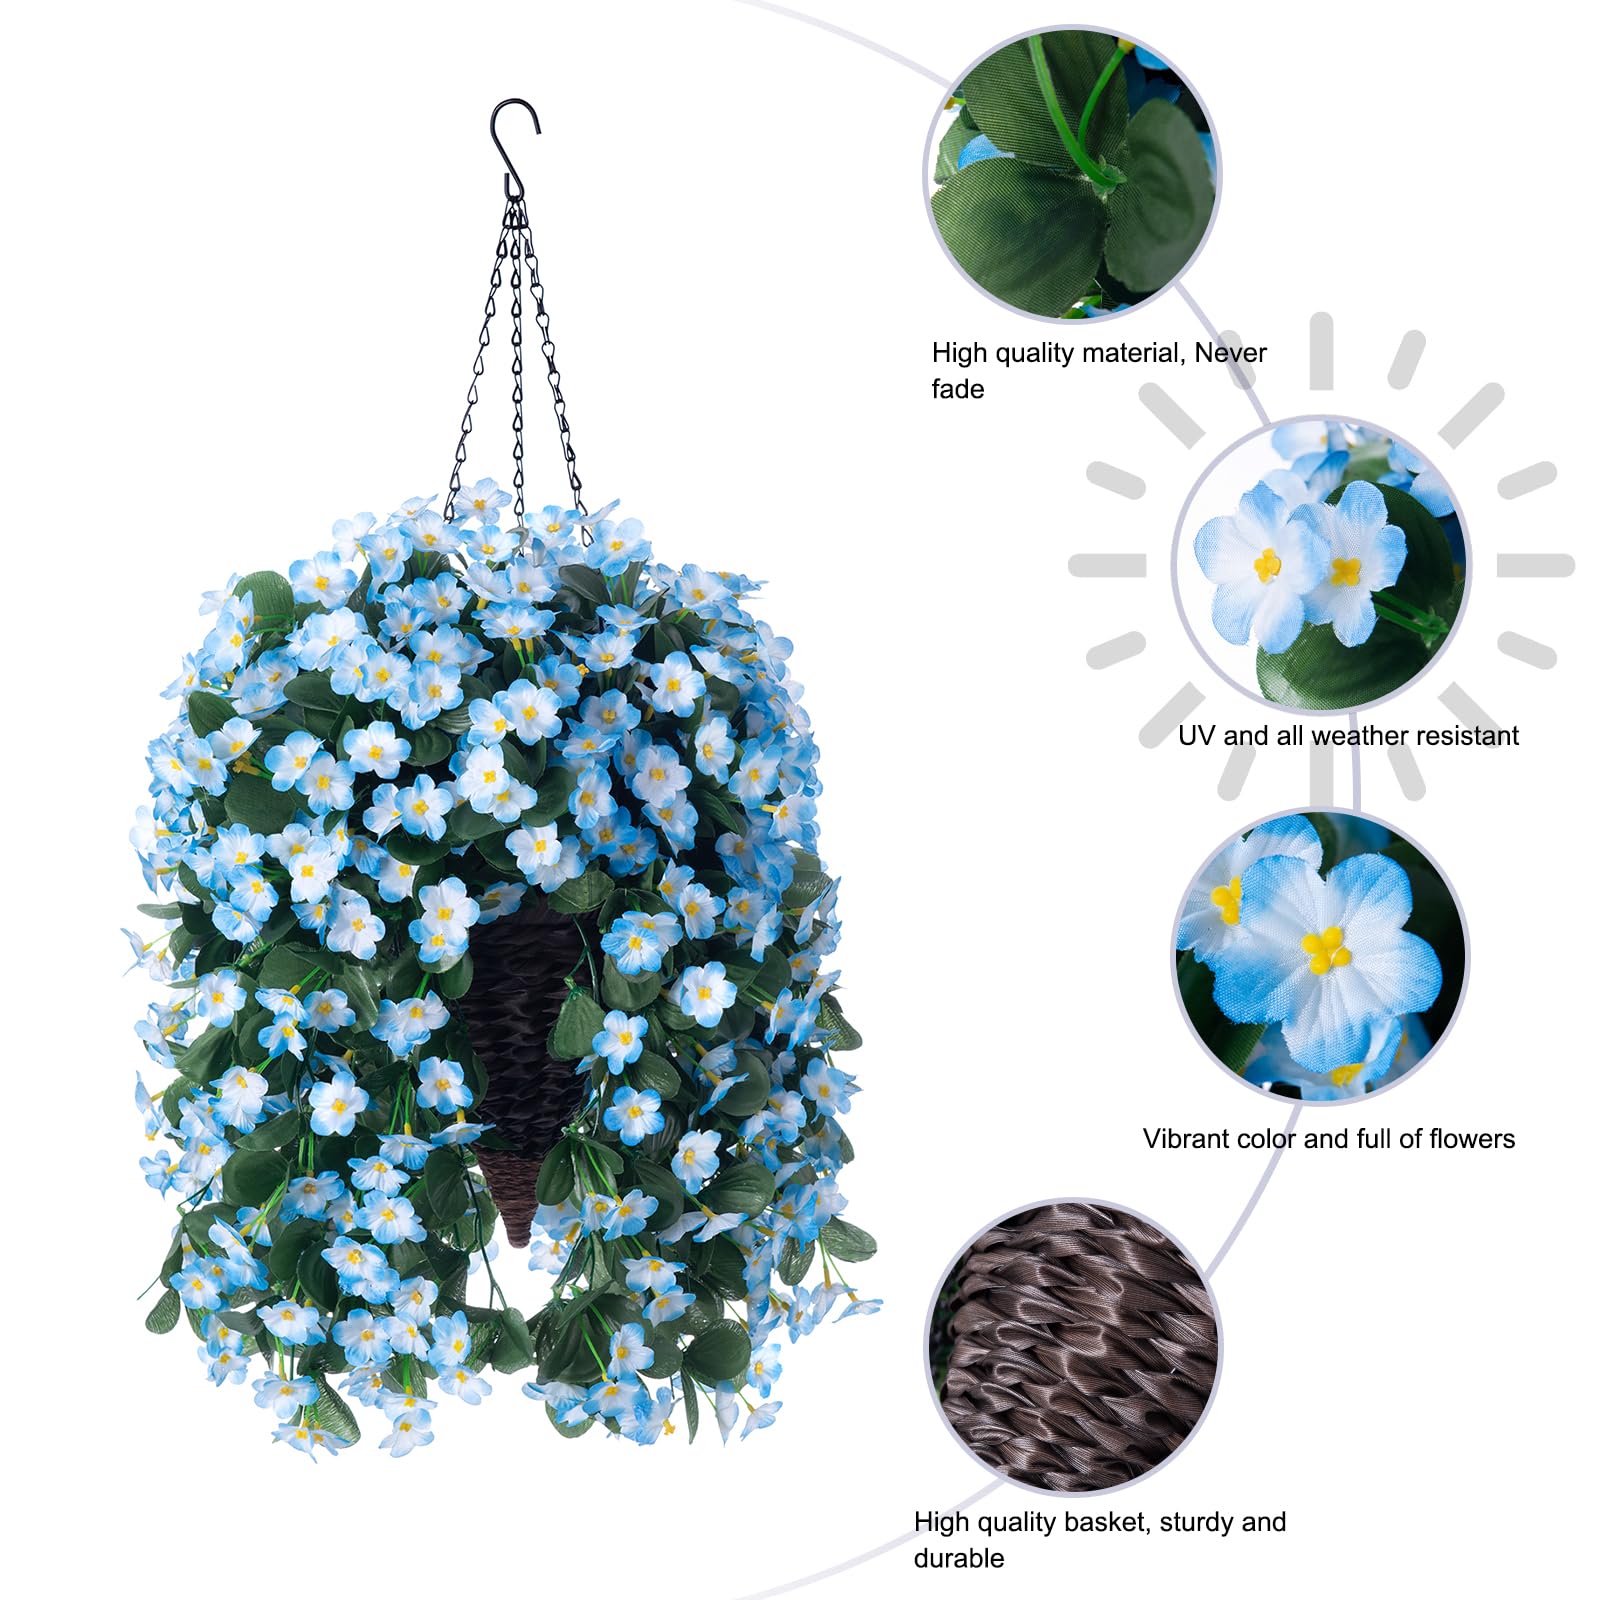 High quality material, Never
fade
UV and all weather resistant
Vibrant color and full of flowers
High quality basket, sturdy and
durable